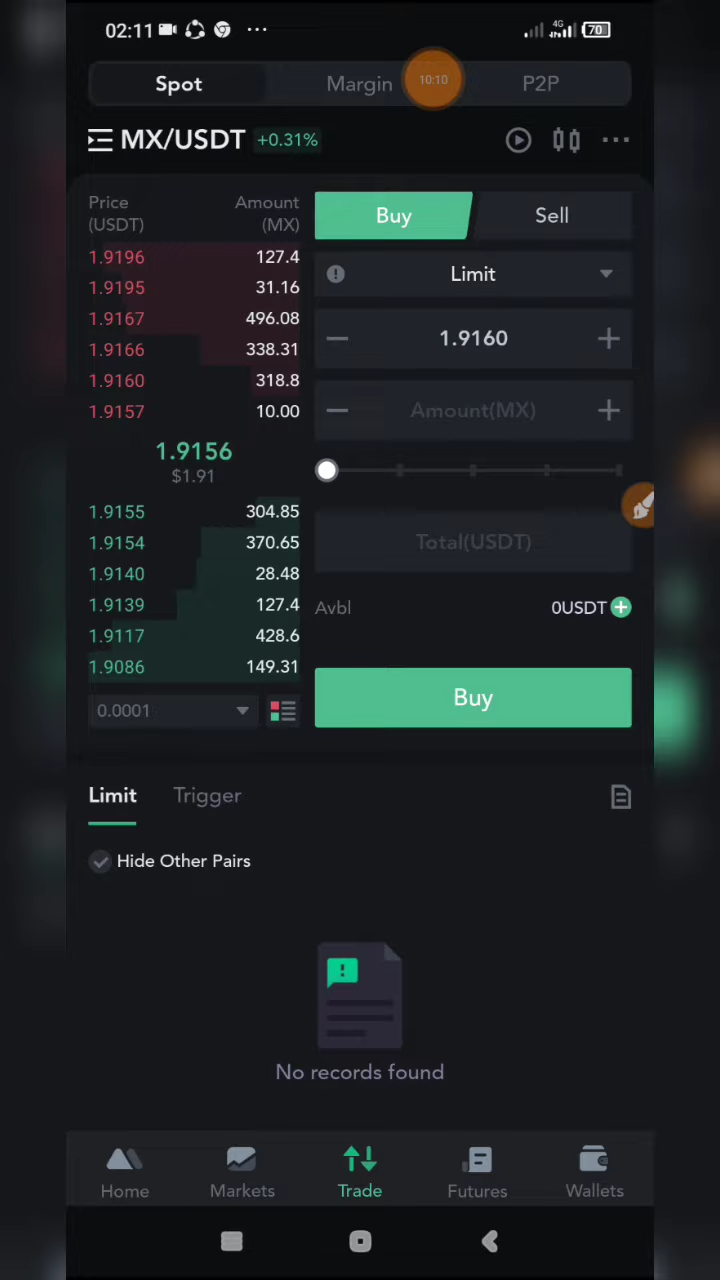 02:11 4G 70
Spot Margin 10:10 P2P
MX/USDT +0.31%
Price Amount
(USDT) (MX)
1.9196 127.4
1.9195 31.16
1.9167 496.08
1.9166 338.31
1.9160 318.8
1.9157 10.00
1.9156
$1.91
1.9155 304.85
1.9154 370.65
1.9140 28.48
1.9139 127.4
1.9117 428.6
1.9086 149.31
0.0001
Buy Sell
Limit
1.9160
Amount(MX)
Total(USDT)
Avbl 0USDT
Buy
Limit Trigger
Hide Other Pairs
No records found
Home Markets Trade Futures Wallets